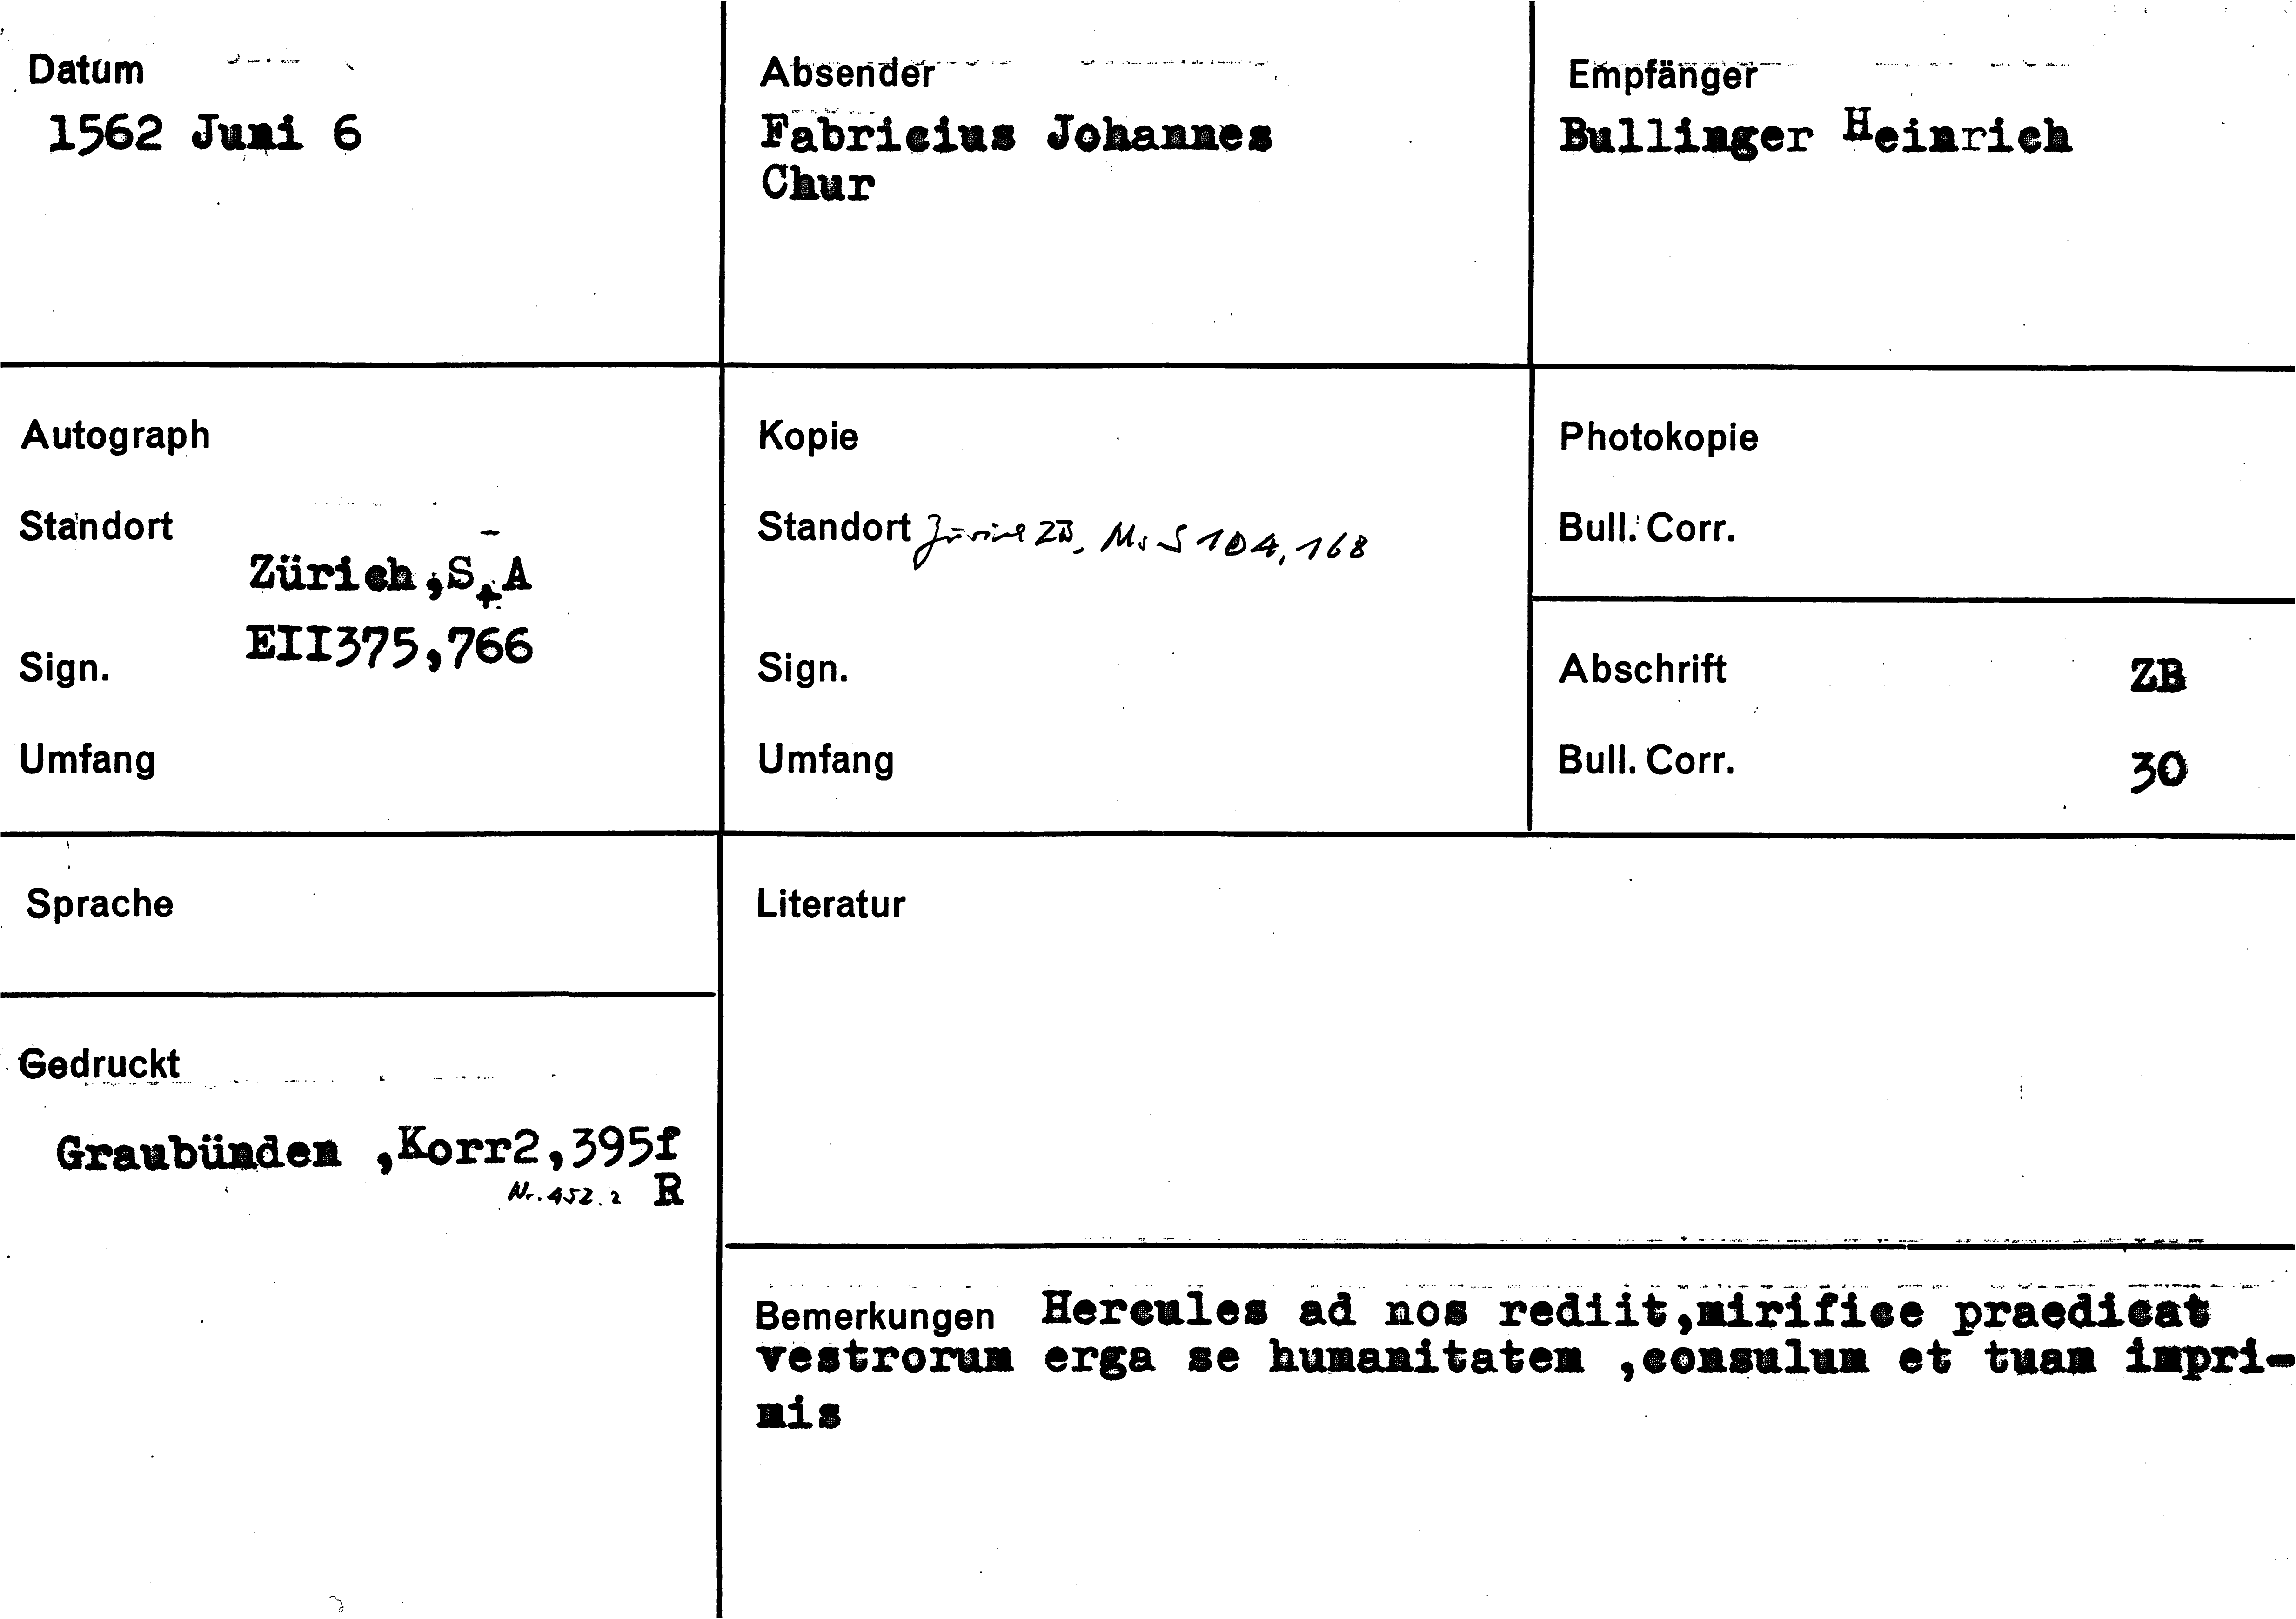 Datum
1562 Juni 6
Absender
Fabricius Johannes
Chur
Empfänger
Bullinger Heinrich
Autograph
Standort
Zürich,StA
EII375,766
Sign.
Umfang
Kopie
Standort Zürich ZB, Ms S 104, 168
Sign.
Umfang
Photokopie
Bull. Corr.
Abschrift ZB
Bull. Corr. 30
Sprache
Gedruckt
Graubünden ,Korr2,395f
Nr. 452.2 R
Literatur
Bemerkungen Hercules ad nos rediit,mirifice praedicat
vestrorum erga se humanitatem ,consulum et tuam impri-
mis